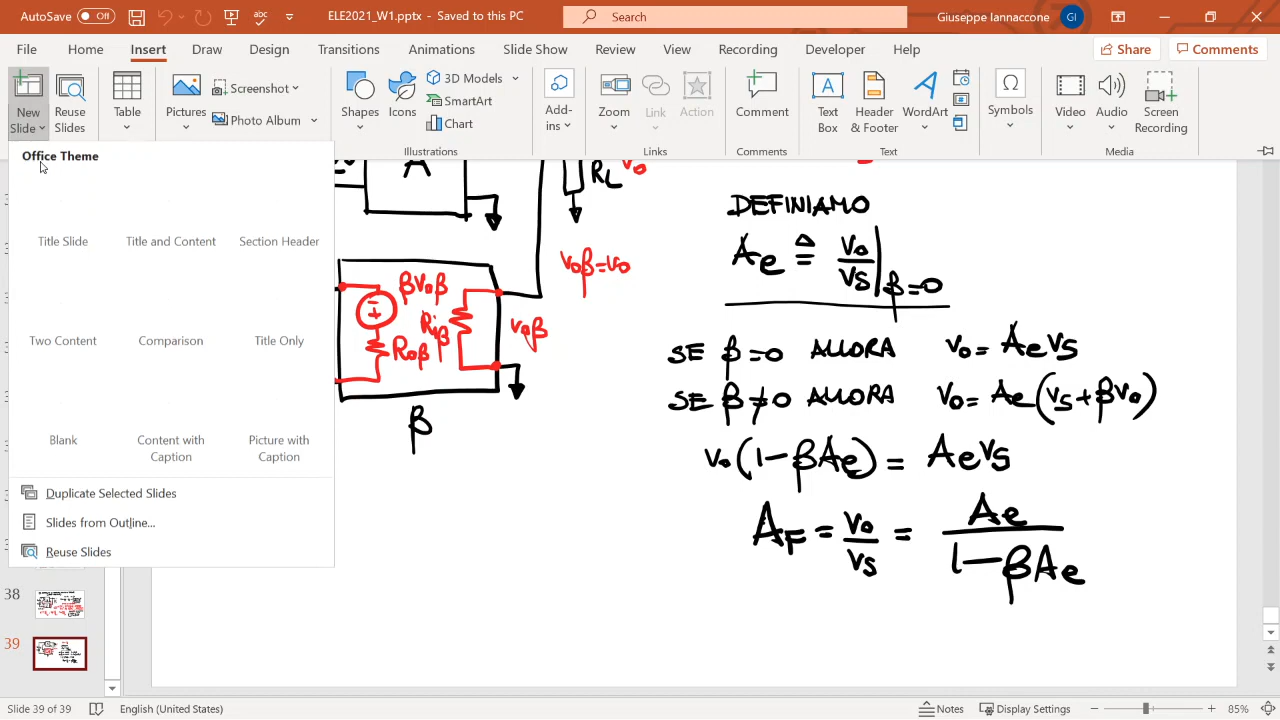 AutoSave Off abc ELE2021_W1.pptx - Saved to this PC Search Giuseppe Iannaccone GI
File Home Insert Draw Design Transitions Animations Slide Show Review View Recording Developer Help Share Comments
New Slide
Reuse Slides
Table
Pictures
Screenshot
Photo Album
Shapes
Icons
3D Models
SmartArt
Chart
Add-ins
Zoom
Link
Action
Comment
Text Box
Header & Footer
WordArt
Symbols
Video
Audio
Screen Recording
Illustrations Links Comments Text Media
Office Theme
Title Slide Title and Content Section Header
Two Content Comparison Title Only
Blank Content with Caption Picture with Caption
Duplicate Selected Slides
Slides from Outline...
Reuse Slides
38
39
A
RL vo
voβ=vo
βvoβ
Riβ
Roβ
voβ
β
DEFINIAMO
Ae ≜ vo/vs |β=0
SE β=0 ALLORA vo=Aevs
SE β≠0 ALLORA vo=Ae(vs+βvo)
vo(1-βAe)=Aevs
AF=vo/vs=Ae/(1-βAe)
Slide 39 of 39 English (United States) Notes Display Settings 85%